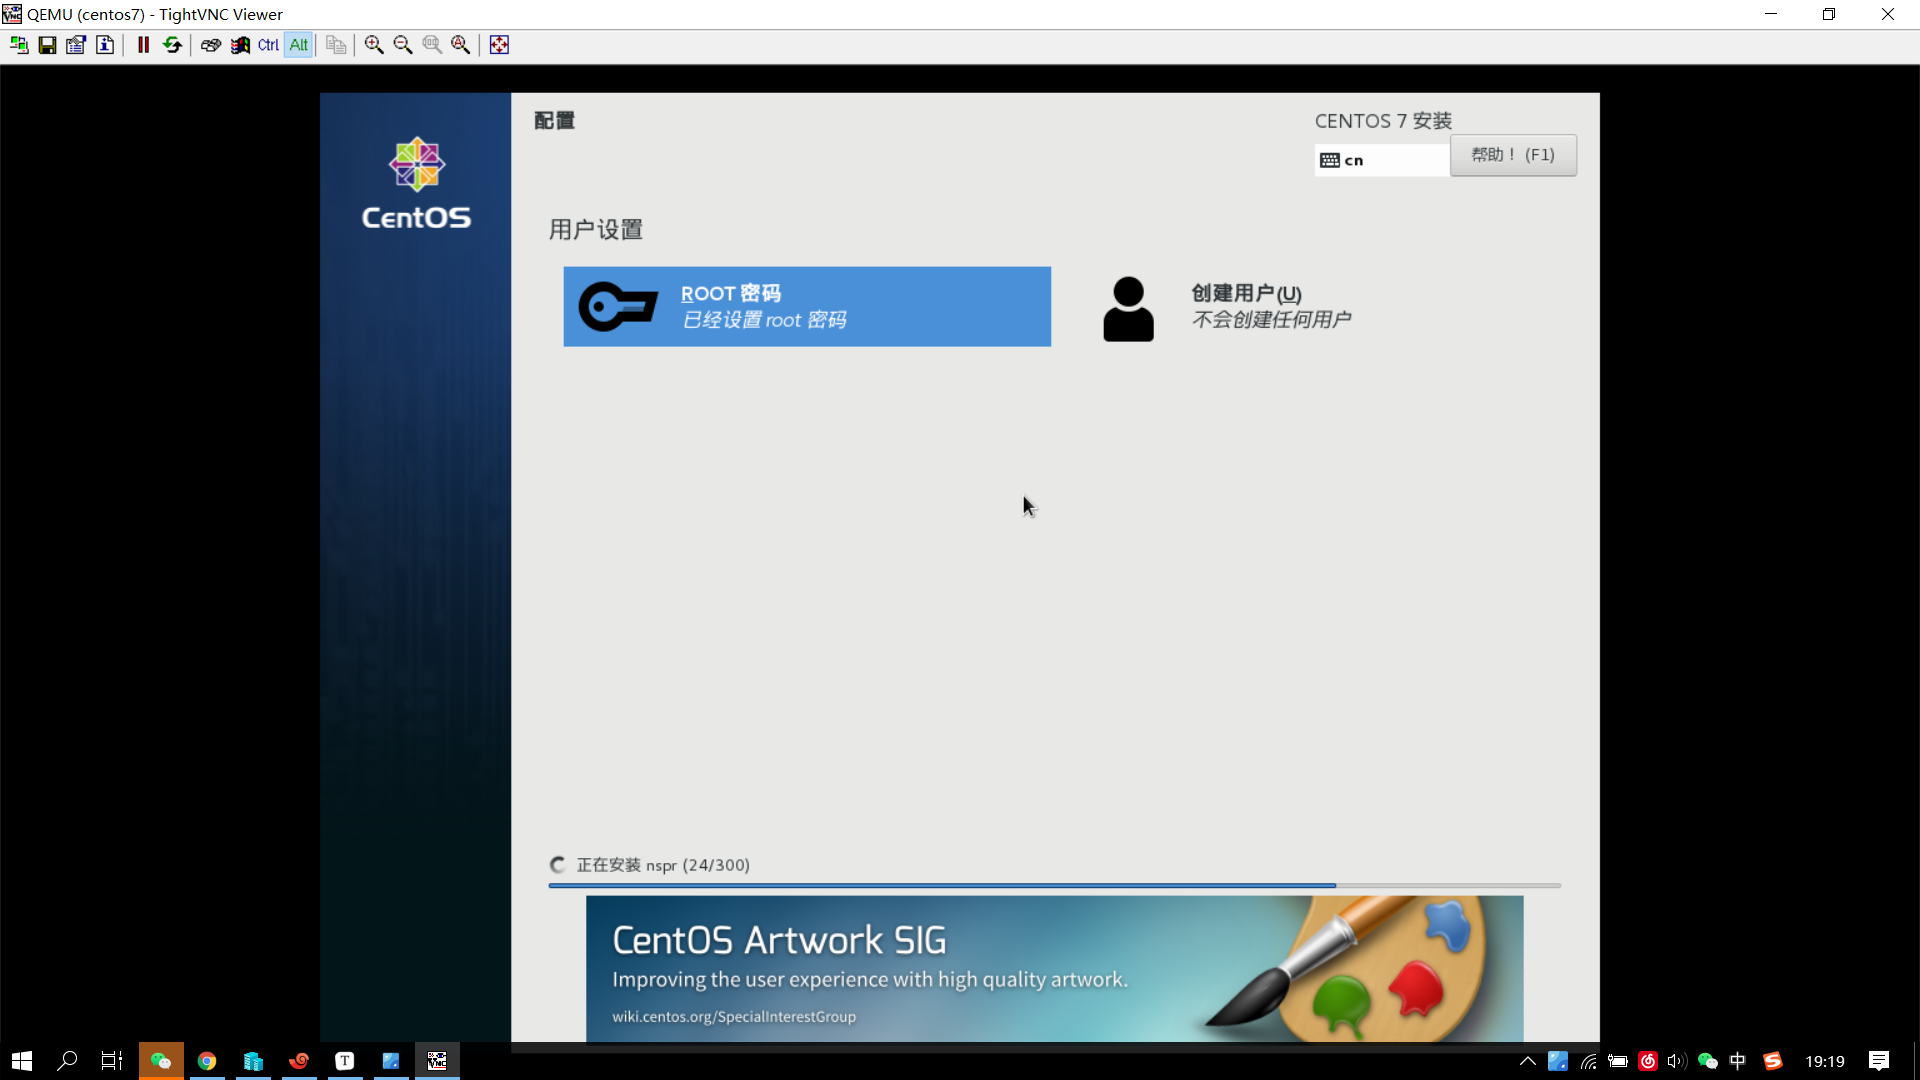 QEMU (centos7) - TightVNC Viewer
Ctrl Alt
配置
CENTOS 7 安装
cn
帮助！ (F1)
CentOS
用户设置
ROOT 密码
已经设置 root 密码
创建用户(U)
不会创建任何用户
正在安装 nspr (24/300)
CentOS Artwork SIG
Improving the user experience with high quality artwork.
wiki.centos.org/SpecialInterestGroup
T
VNC
中
S
19:19